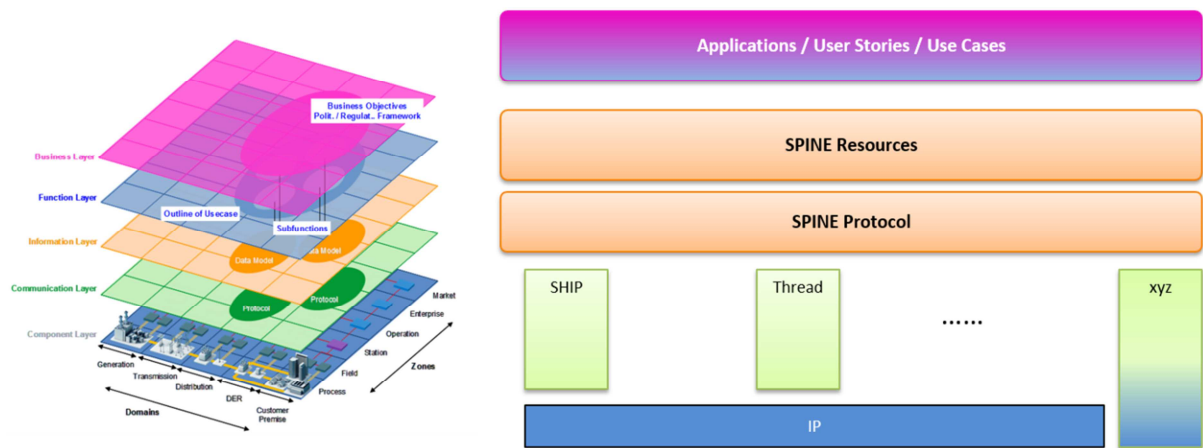 Business Objectives
Polit. / Regulat.. Framework
Business Layer
Function Layer
Outline of Usecase
Subfunctions
Information Layer
Data Model
Data Model
Communication Layer
Protocol
Protocol
Component Layer
Market
Enterprise
Operation
Station
Field
Process
Zones
Generation
Transmission
Distribution
DER
Customer
Premise
Domains
Applications / User Stories / Use Cases
SPINE Resources
SPINE Protocol
SHIP
Thread
......
xyz
IP